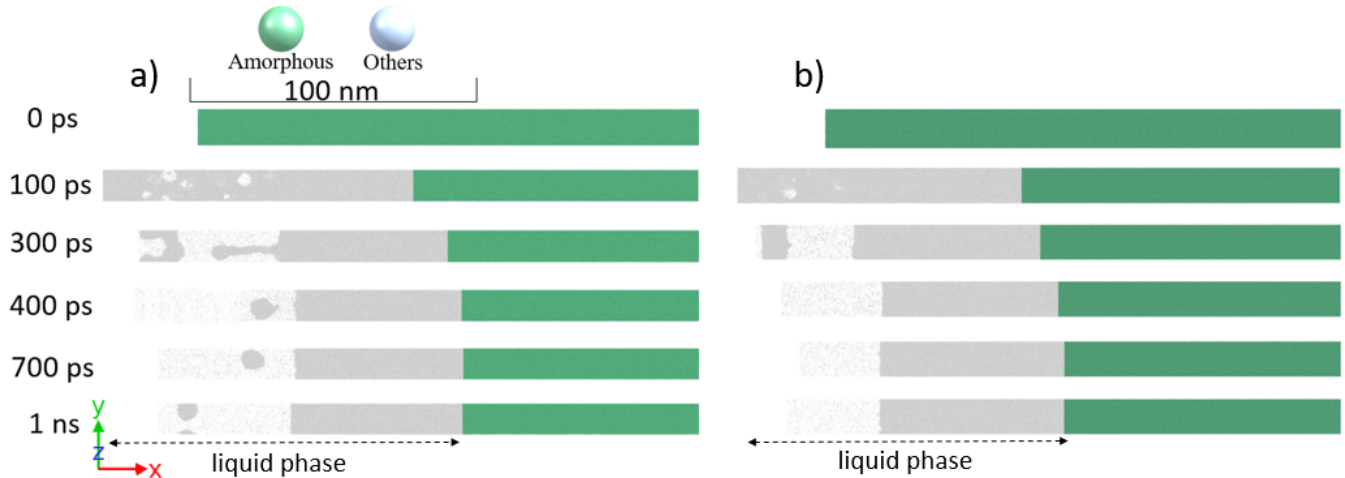 Amorphous Others
a)
100 nm
b)
0 ps
100 ps
300 ps
400 ps
700 ps
1 ns
y
z
x
liquid phase
liquid phase